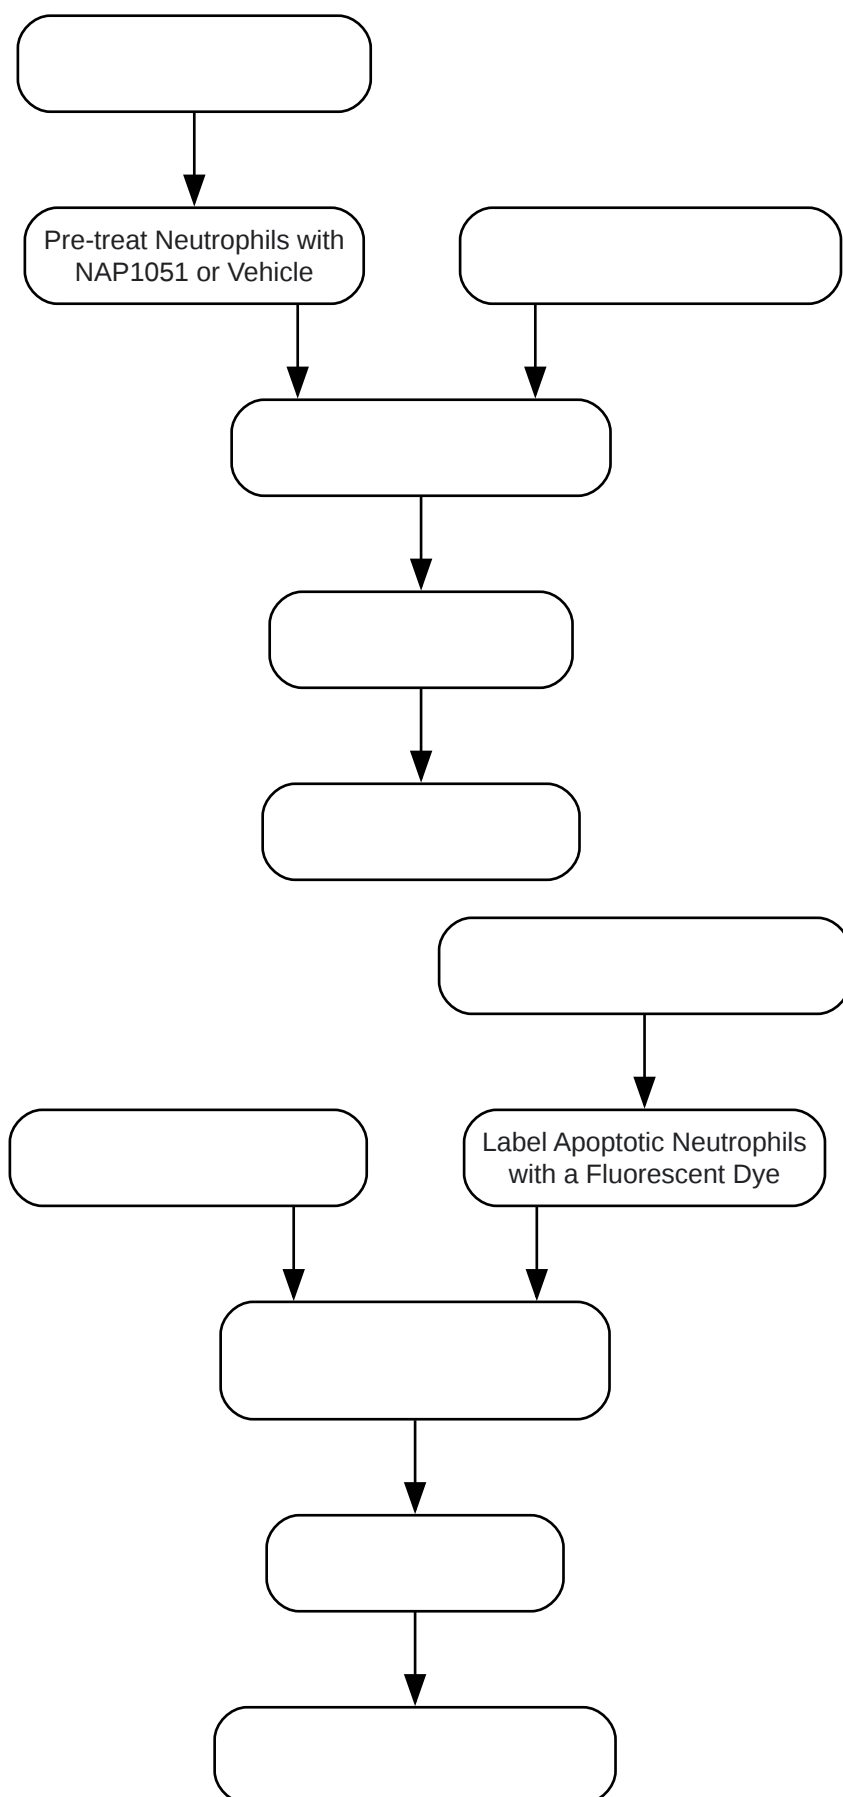 Pre-treat Neutrophils with
NAP1051 or Vehicle
Label Apoptotic Neutrophils
with a Fluorescent Dye